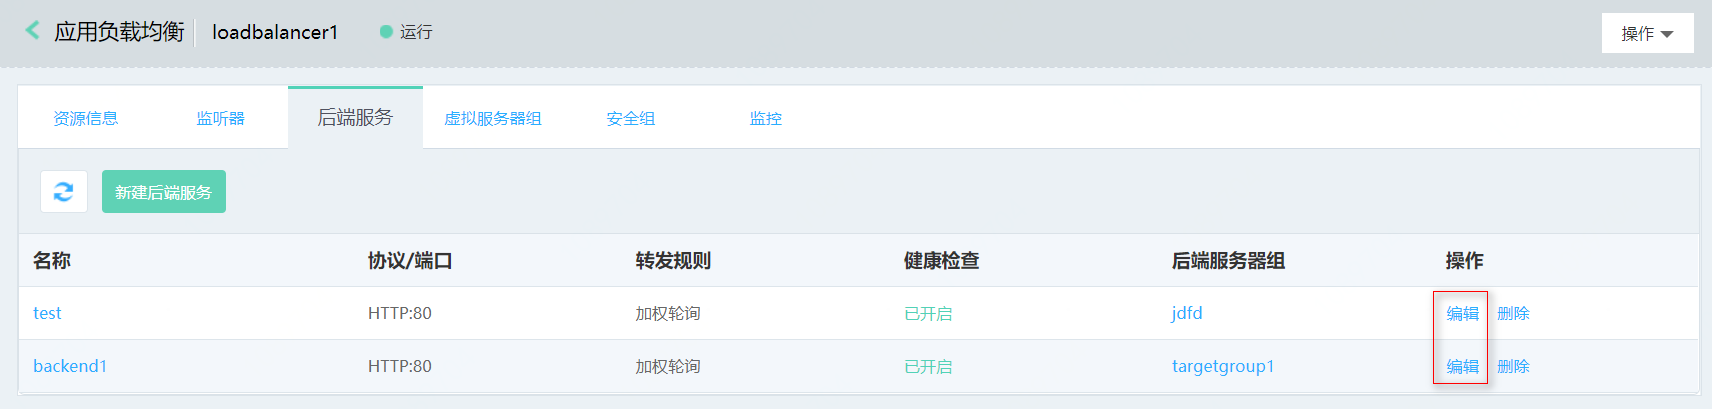 应用负载均衡 loadbalancer1 运行 操作
资源信息 监听器 后端服务 虚拟服务器组 安全组 监控
新建后端服务
名称 协议/端口 转发规则 健康检查 后端服务器组 操作
test HTTP:80 加权轮询 已开启 jdfd 编辑 删除
backend1 HTTP:80 加权轮询 已开启 targetgroup1 编辑 删除